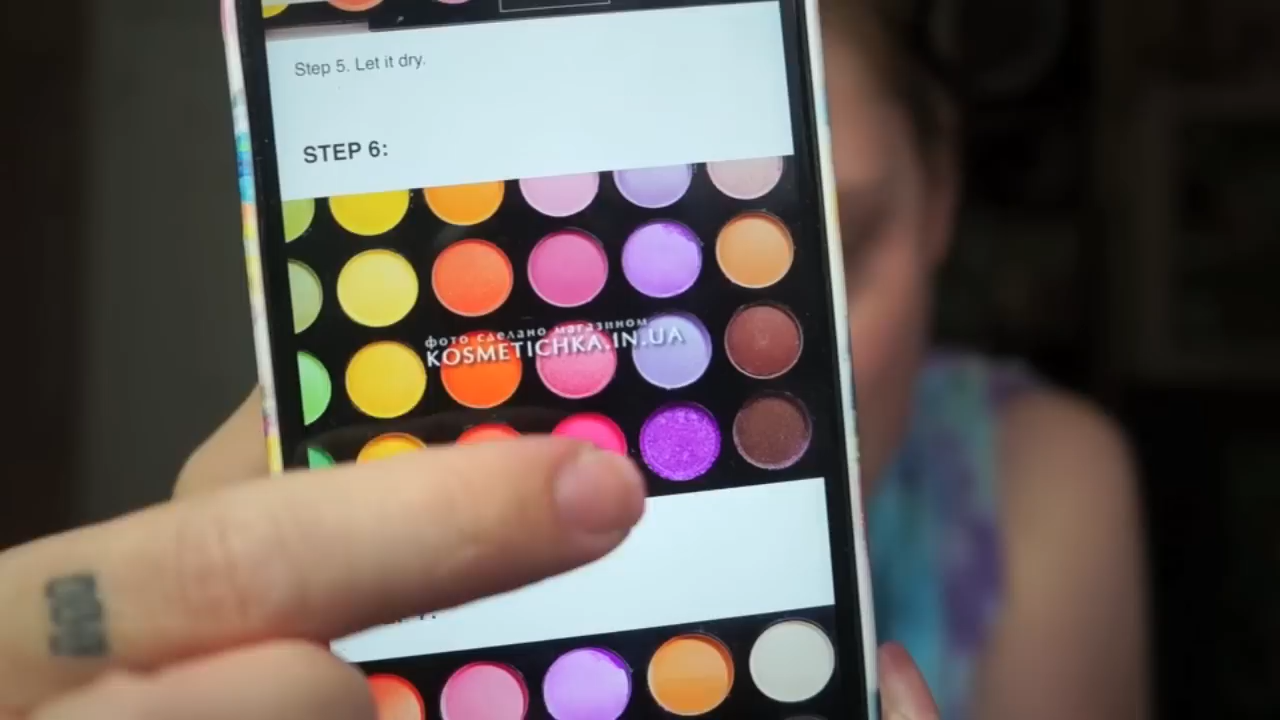 Step 5. Let it dry.
STEP 6:
фото сделано магазином
KOSMETICHKA.IN.UA